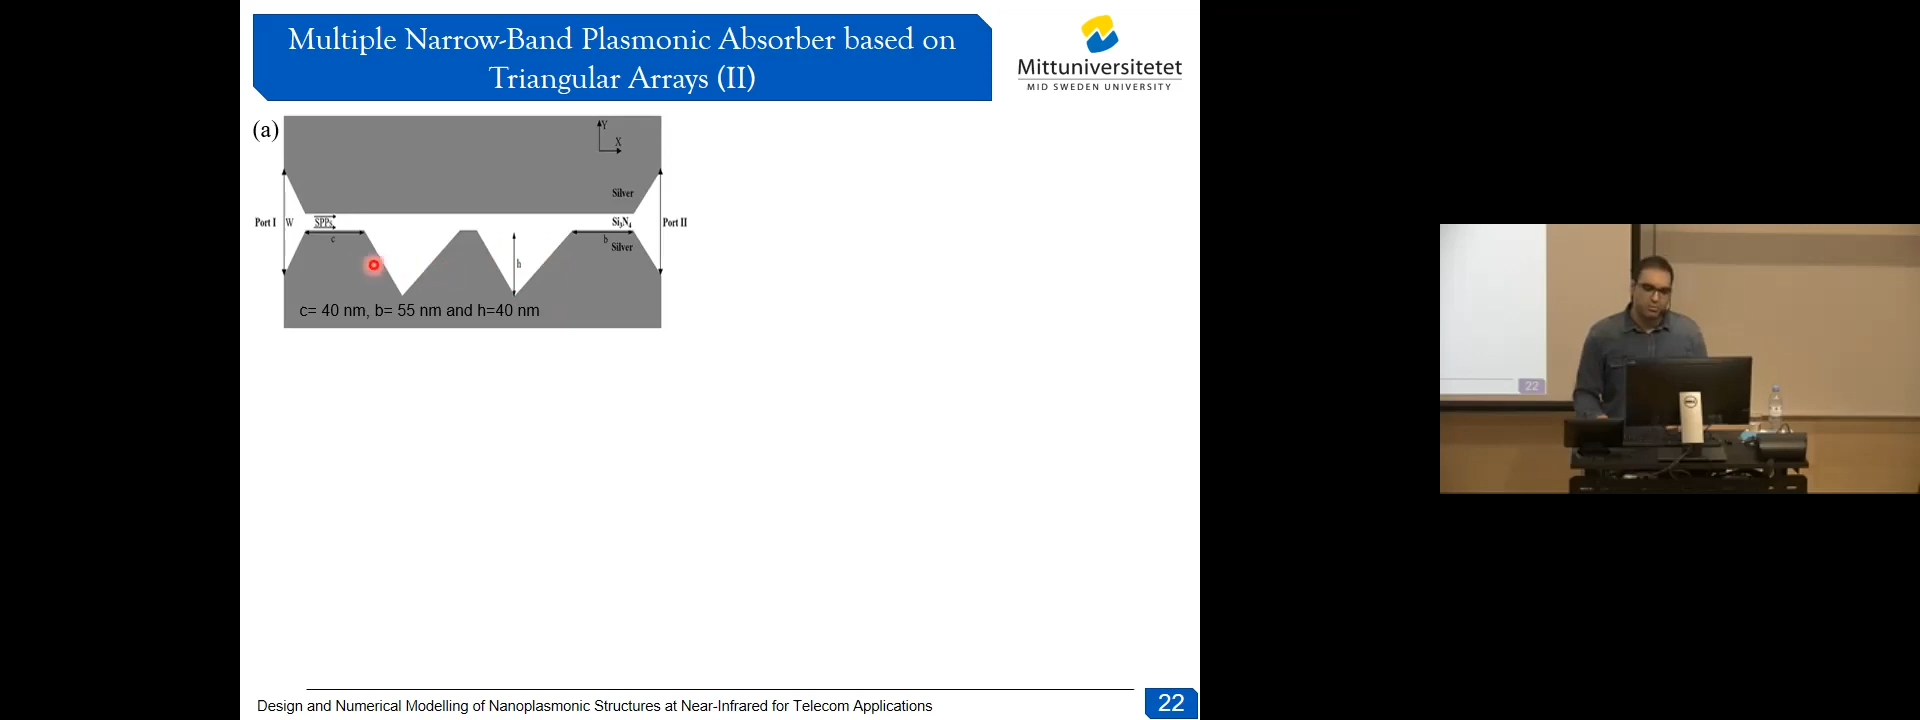 Multiple Narrow-Band Plasmonic Absorber based on
Triangular Arrays (II)
Mittuniversitetet
MID SWEDEN UNIVERSITY
(a)
Y
X
Silver
Port I
W
SPPs
Si3N4
Port II
c
b
Silver
h
c= 40 nm, b= 55 nm and h=40 nm
Design and Numerical Modelling of Nanoplasmonic Structures at Near-Infrared for Telecom Applications
22
22
DELL